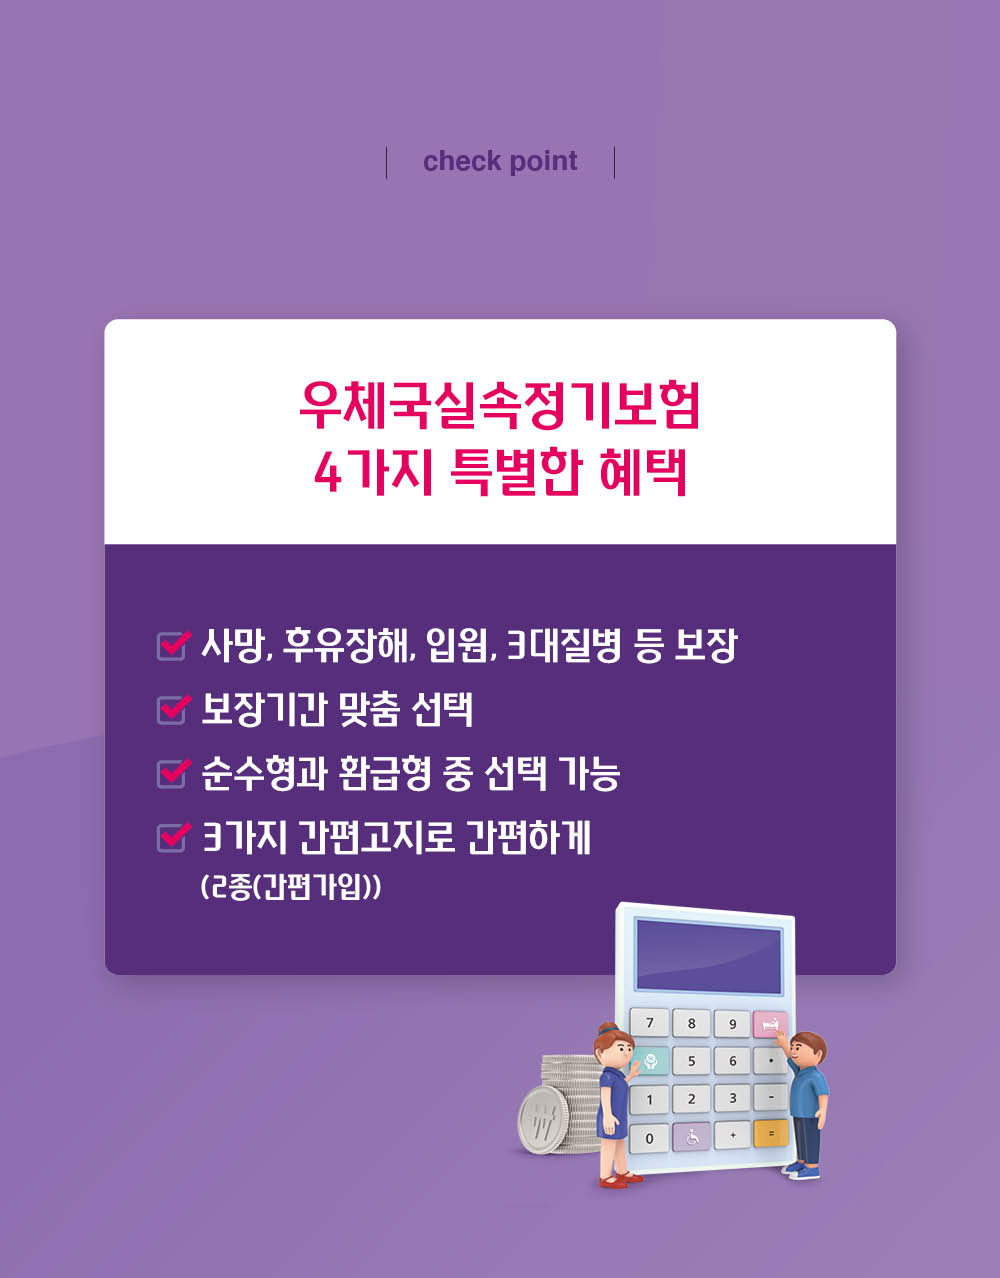 check point
우체국실속정기보험
4가지 특별한 혜택
사망, 후유장해, 입원, 3대질병 등 보장
보장기간 맞춤 선택
순수형과 환급형 중 선택 가능
3가지 간편고지로 간편하게
(2종(간편가입))
7 8 9
5 6 •
1 2 3 -
0 + =